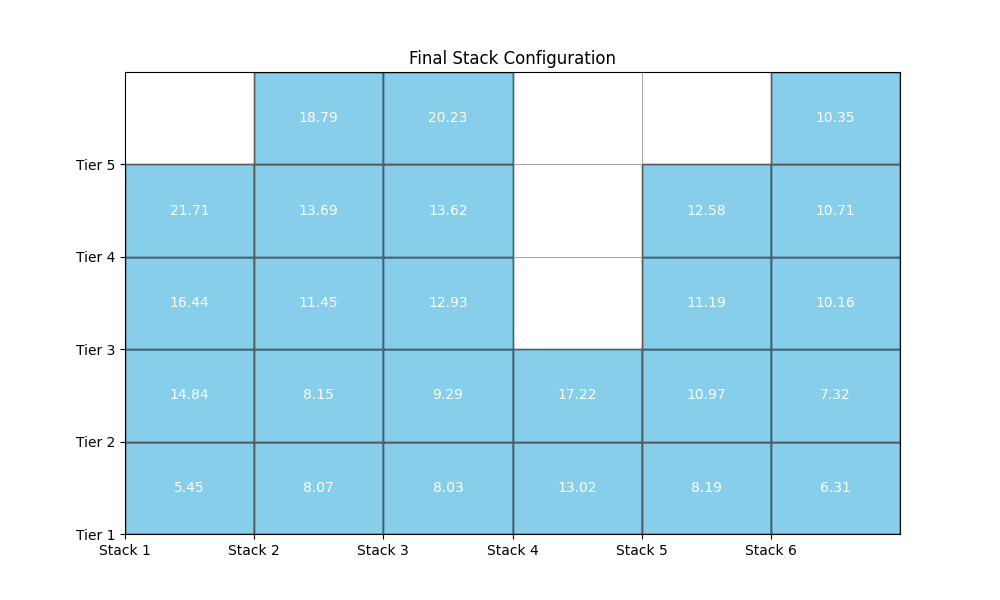 Final Stack Configuration
18.79 20.23 10.35
Tier 5
21.71 13.69 13.62 12.58 10.71
Tier 4
16.44 11.45 12.93 11.19 10.16
Tier 3
14.84 8.15 9.29 17.22 10.97 7.32
Tier 2
5.45 8.07 8.03 13.02 8.19 6.31
Tier 1
Stack 1 Stack 2 Stack 3 Stack 4 Stack 5 Stack 6